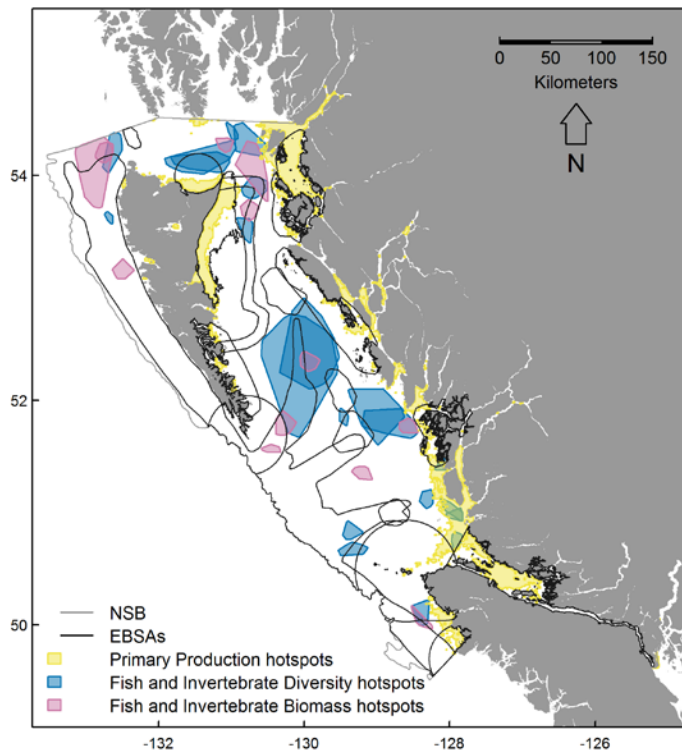 0 50 100 150
Kilometers
N
54
52
50
NSB
EBSAs
Primary Production hotspots
Fish and Invertebrate Diversity hotspots
Fish and Invertebrate Biomass hotspots
-132 -130 -128 -126